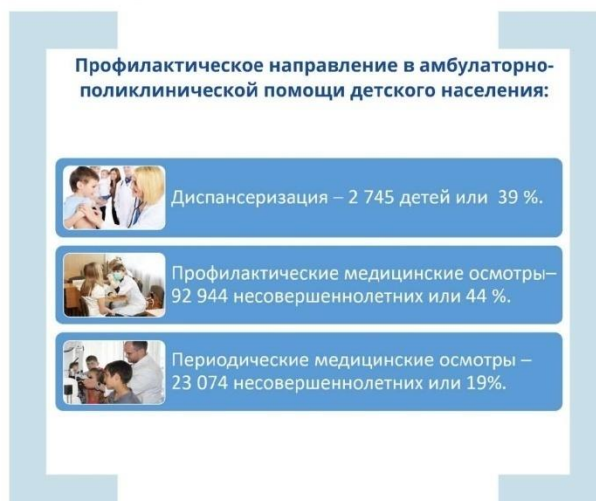 Профилактическое направление в амбулаторно-
поликлинической помощи детского населения:
Диспансеризация – 2 745 детей или  39 %.
Профилактические медицинские осмотры–
92 944 несовершеннолетних или 44 %.
Периодические медицинские осмотры –
23 074 несовершеннолетних или 19%.